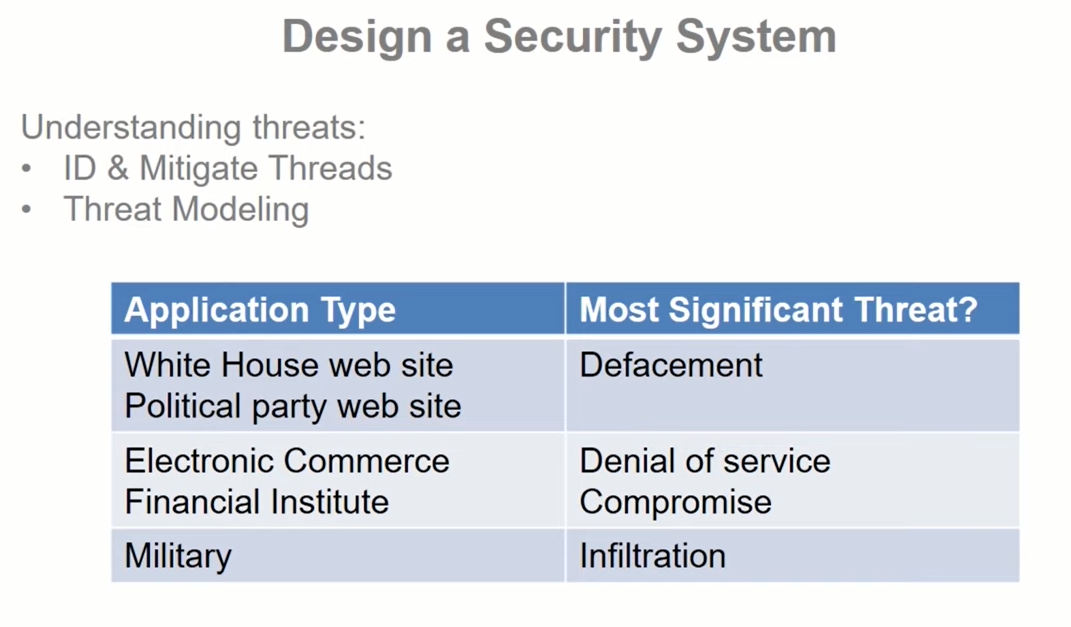 Design a Security System
Understanding threats:
• ID & Mitigate Threads
• Threat Modeling
Application Type Most Significant Threat?
White House web site Defacement
Political party web site
Electronic Commerce Denial of service
Financial Institute Compromise
Military Infiltration